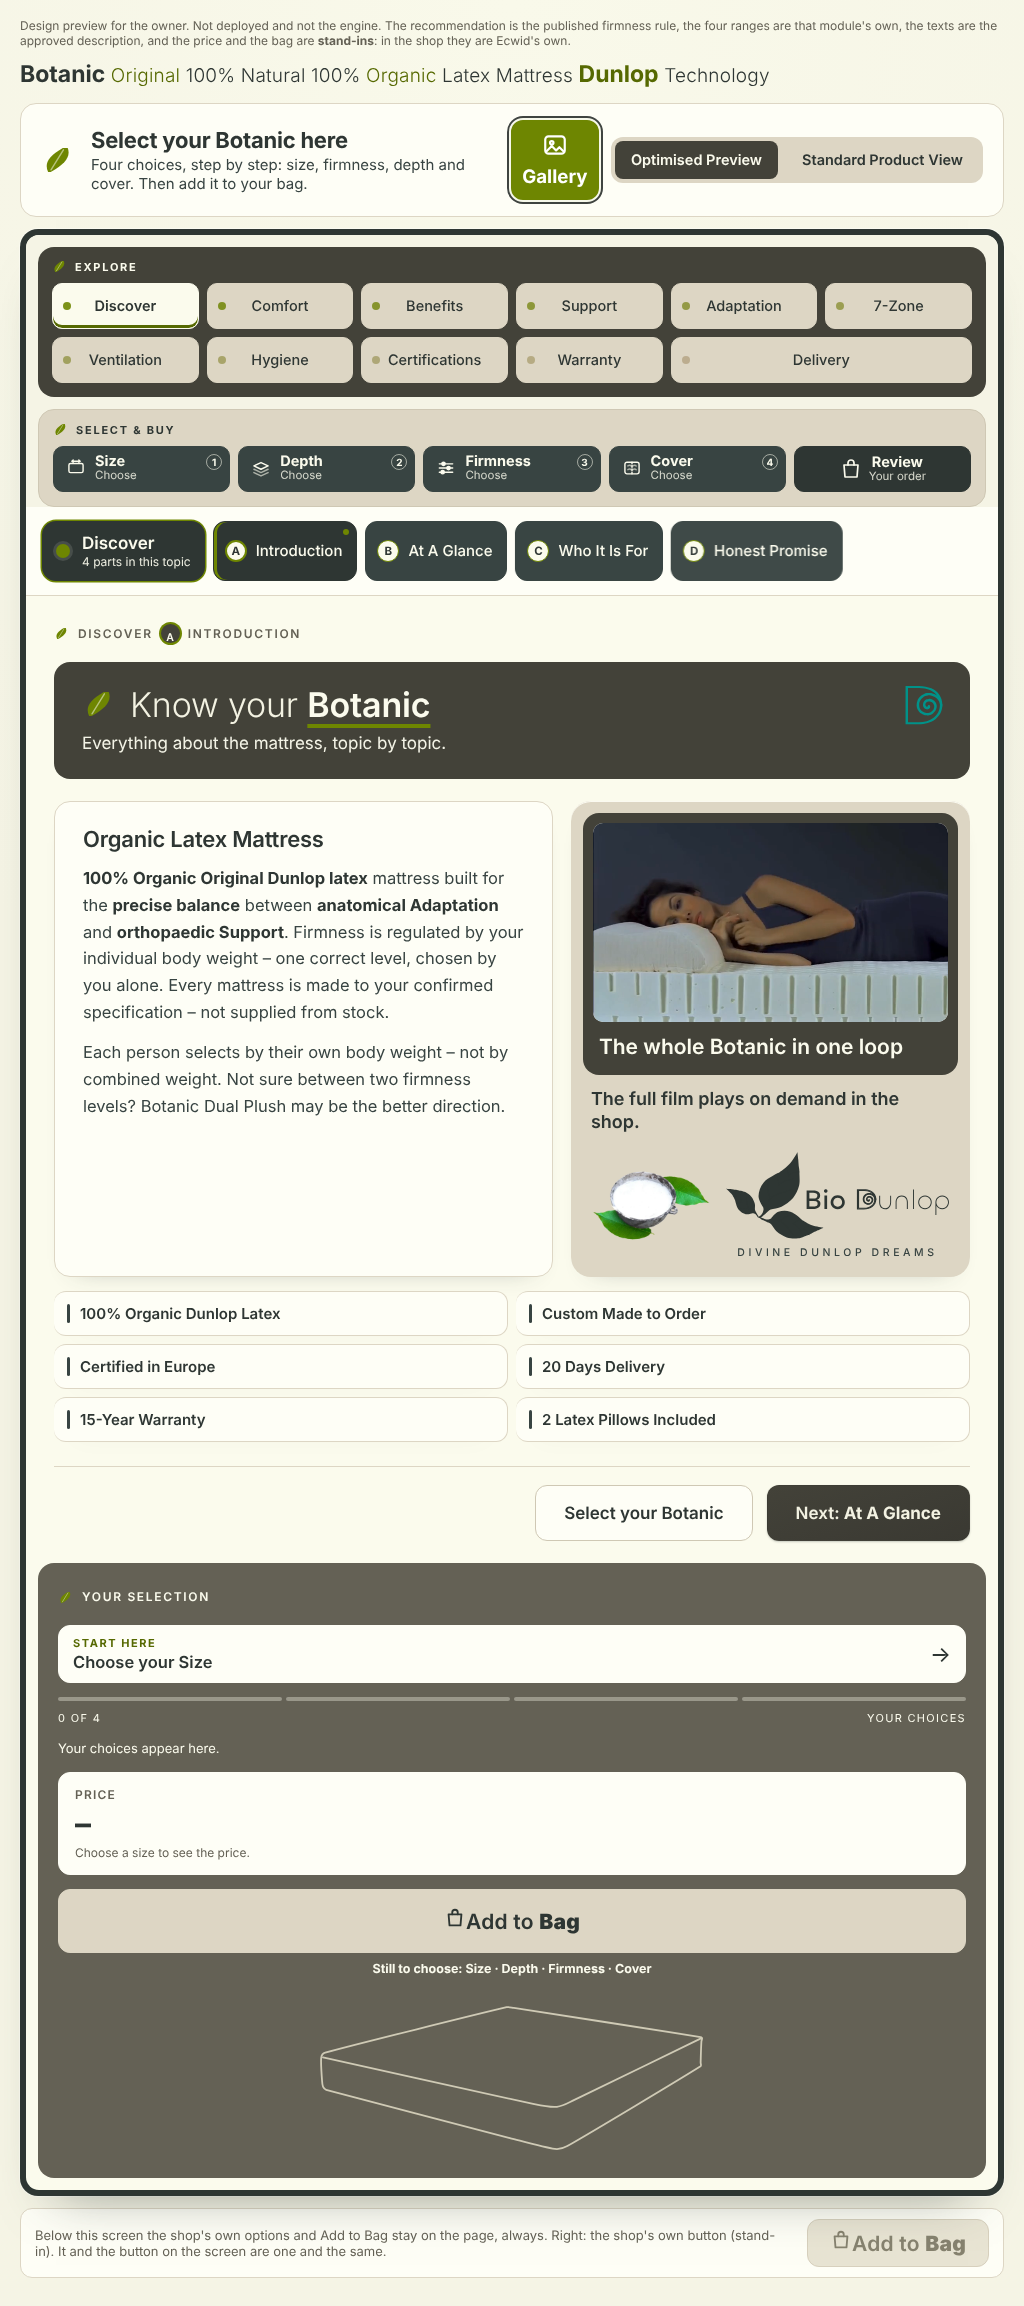 Design preview for the owner. Not deployed and not the engine. The recommendation is the published firmness rule, the four ranges are that module's own, the texts are the
approved description, and the price and the bag are stand-ins: in the shop they are Ecwid's own.
Botanic Original 100% Natural 100% Organic Latex Mattress Dunlop Technology
Select your Botanic here
Four choices, step by step: size, firmness, depth and
cover. Then add it to your bag.
Gallery
Optimised Preview
Standard Product View
EXPLORE
Discover
Comfort
Benefits
Support
Adaptation
7-Zone
Ventilation
Hygiene
Certifications
Warranty
Delivery
SELECT & BUY
Size
Choose
1
Depth
Choose
2
Firmness
Choose
3
Cover
Choose
4
Review
Your order
Discover
4 parts in this topic
A Introduction
B At A Glance
C Who It Is For
D Honest Promise
DISCOVER A INTRODUCTION
Know your Botanic
Everything about the mattress, topic by topic.
Organic Latex Mattress
100% Organic Original Dunlop latex mattress built for
the precise balance between anatomical Adaptation
and orthopaedic Support. Firmness is regulated by your
individual body weight – one correct level, chosen by
you alone. Every mattress is made to your confirmed
specification – not supplied from stock.
Each person selects by their own body weight – not by
combined weight. Not sure between two firmness
levels? Botanic Dual Plush may be the better direction.
The whole Botanic in one loop
The full film plays on demand in the
shop.
Bio Dunlop
DIVINE DUNLOP DREAMS
100% Organic Dunlop Latex
Custom Made to Order
Certified in Europe
20 Days Delivery
15-Year Warranty
2 Latex Pillows Included
Select your Botanic
Next: At A Glance
YOUR SELECTION
START HERE
Choose your Size
0 OF 4
YOUR CHOICES
Your choices appear here.
PRICE
–
Choose a size to see the price.
Add to Bag
Still to choose: Size · Depth · Firmness · Cover
Below this screen the shop's own options and Add to Bag stay on the page, always. Right: the shop's own button (stand-
in). It and the button on the screen are one and the same.
Add to Bag